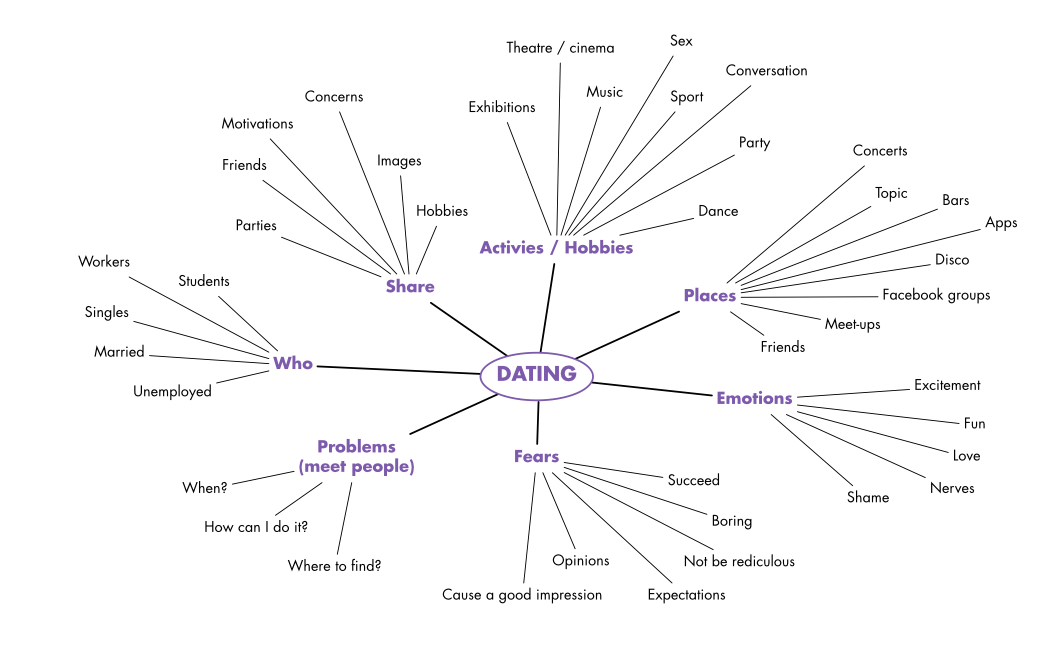 Theatre / cinema
Sex
Conversation
Exhibitions
Music
Sport
Party
Dance
Activies / Hobbies
Concerns
Motivations
Images
Friends
Hobbies
Parties
Share
Concerts
Topic
Bars
Apps
Disco
Facebook groups
Meet-ups
Friends
Places
Workers
Students
Singles
Married
Unemployed
Who
DATING
Emotions
Excitement
Fun
Love
Nerves
Shame
Problems
(meet people)
When?
How can I do it?
Where to find?
Fears
Succeed
Boring
Not be rediculous
Opinions
Expectations
Cause a good impression